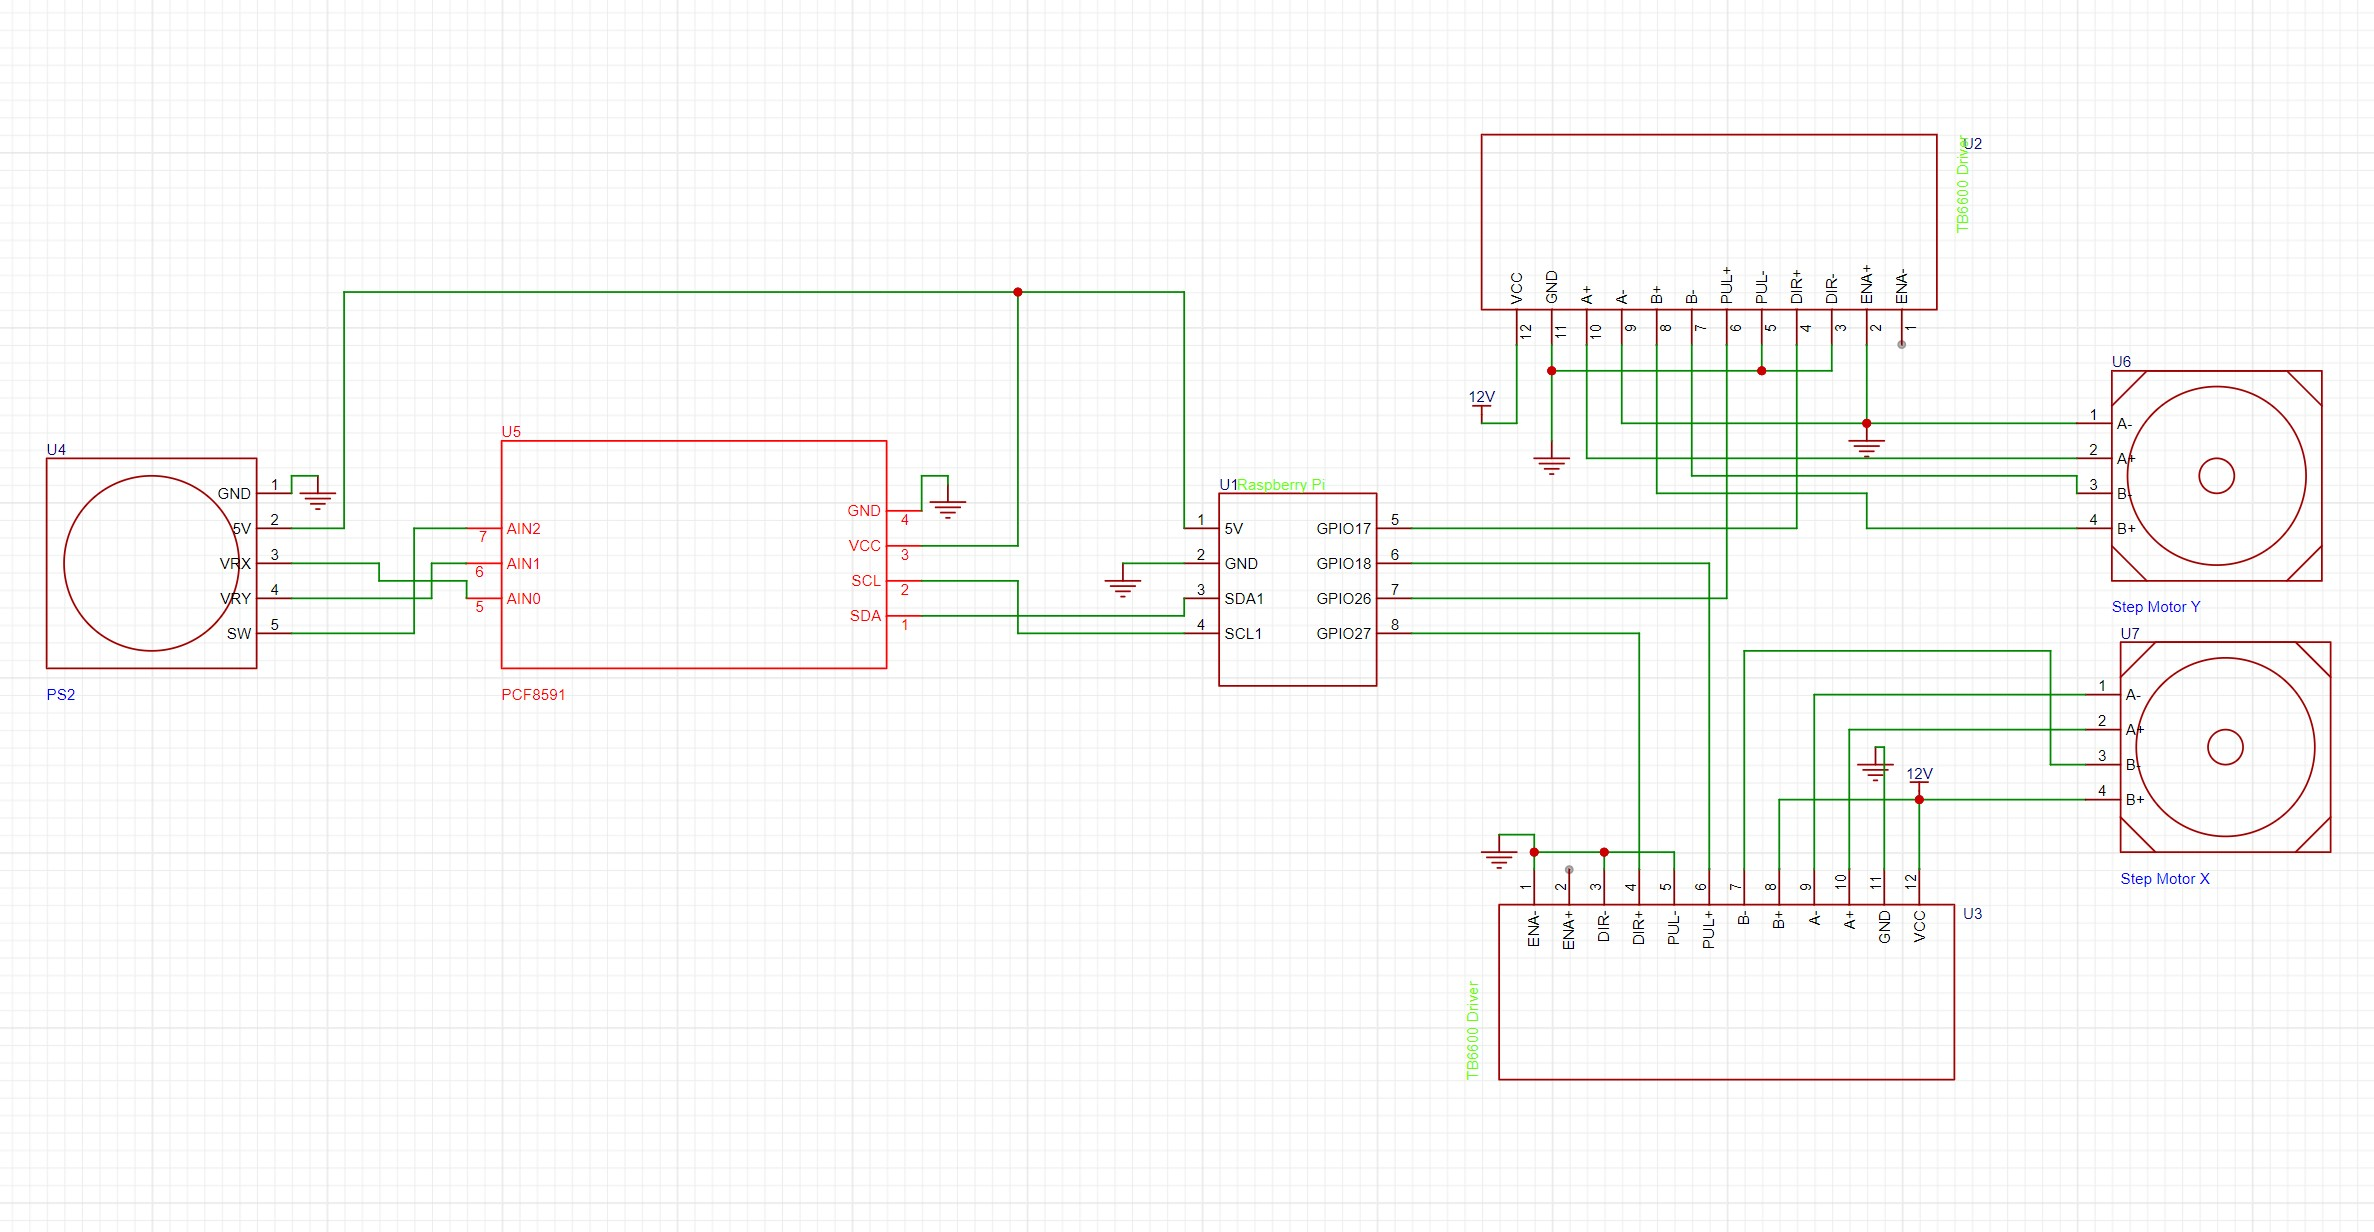 U2
TB6600 Driver
VCC
GND
A+
A-
B+
B-
PUL+
PUL-
DIR+
DIR-
ENA+
ENA-
12
11
10
9
8
7
6
5
4
3
2
1
12V
U6
1 A-
2 A+
3 B-
4 B+
Step Motor Y
U4
GND 1
5V 2
VRX 3
VRY 4
SW 5
PS2
U5
7 AIN2
6 AIN1
5 AIN0
GND 4
VCC 3
SCL 2
SDA 1
PCF8591
U1 Raspberry Pi
1 5V
2 GND
3 SDA1
4 SCL1
GPIO17 5
GPIO18 6
GPIO26 7
GPIO27 8
U7
1 A-
2 A+
3 B-
4 B+
Step Motor X
12V
1
2
3
4
5
6
7
8
9
10
11
12
ENA-
ENA+
DIR-
DIR+
PUL-
PUL+
B-
B+
A-
A+
GND
VCC
U3
TB6600 Driver